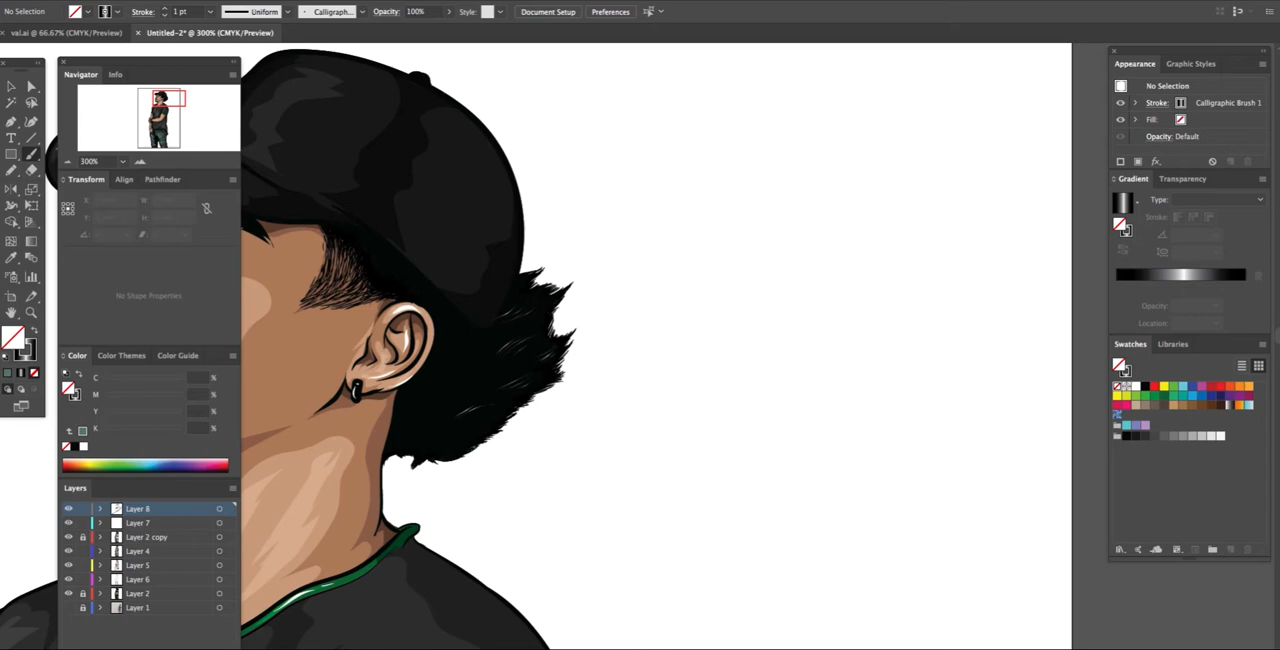 No Selection Stroke: 1 pt Uniform Calligraph... Opacity: 100% Style: Document Setup Preferences
val.ai @ 66.67% (CMYK/Preview) Untitled-2* @ 300% (CMYK/Preview)
Navigator Info
300%
Transform Align Pathfinder
X: W:
Y: H:
No Shape Properties
Color Color Themes Color Guide
C %
M %
Y %
K %
Layers
Layer 8
Layer 7
Layer 2 copy
Layer 4
Layer 5
Layer 6
Layer 2
Layer 1
Appearance Graphic Styles
No Selection
Stroke: Calligraphic Brush 1
Fill:
Opacity: Default
fx
Gradient Transparency
Type:
Stroke:
Opacity:
Location:
Swatches Libraries